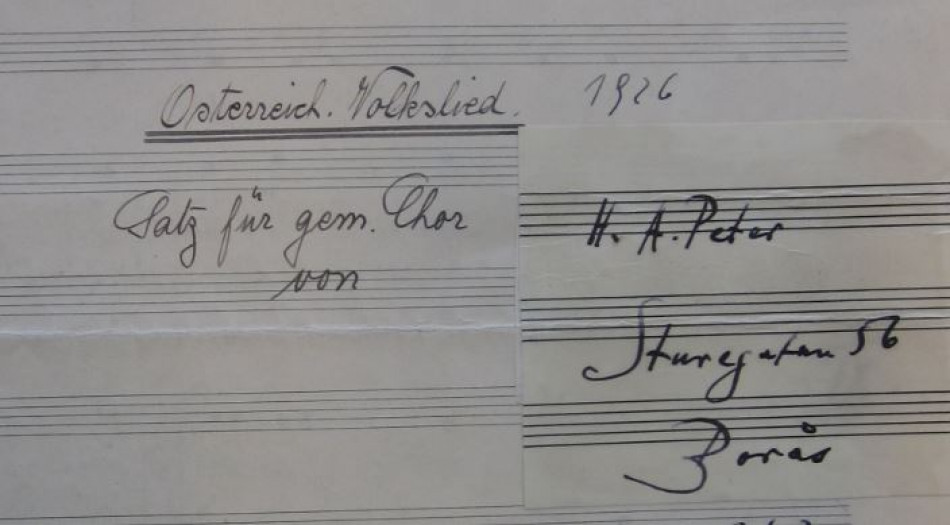 Österreich. Volkslied. 1926
Satz für gem. Chor
von
H. A. Peter
Sturegatan 56
Borås